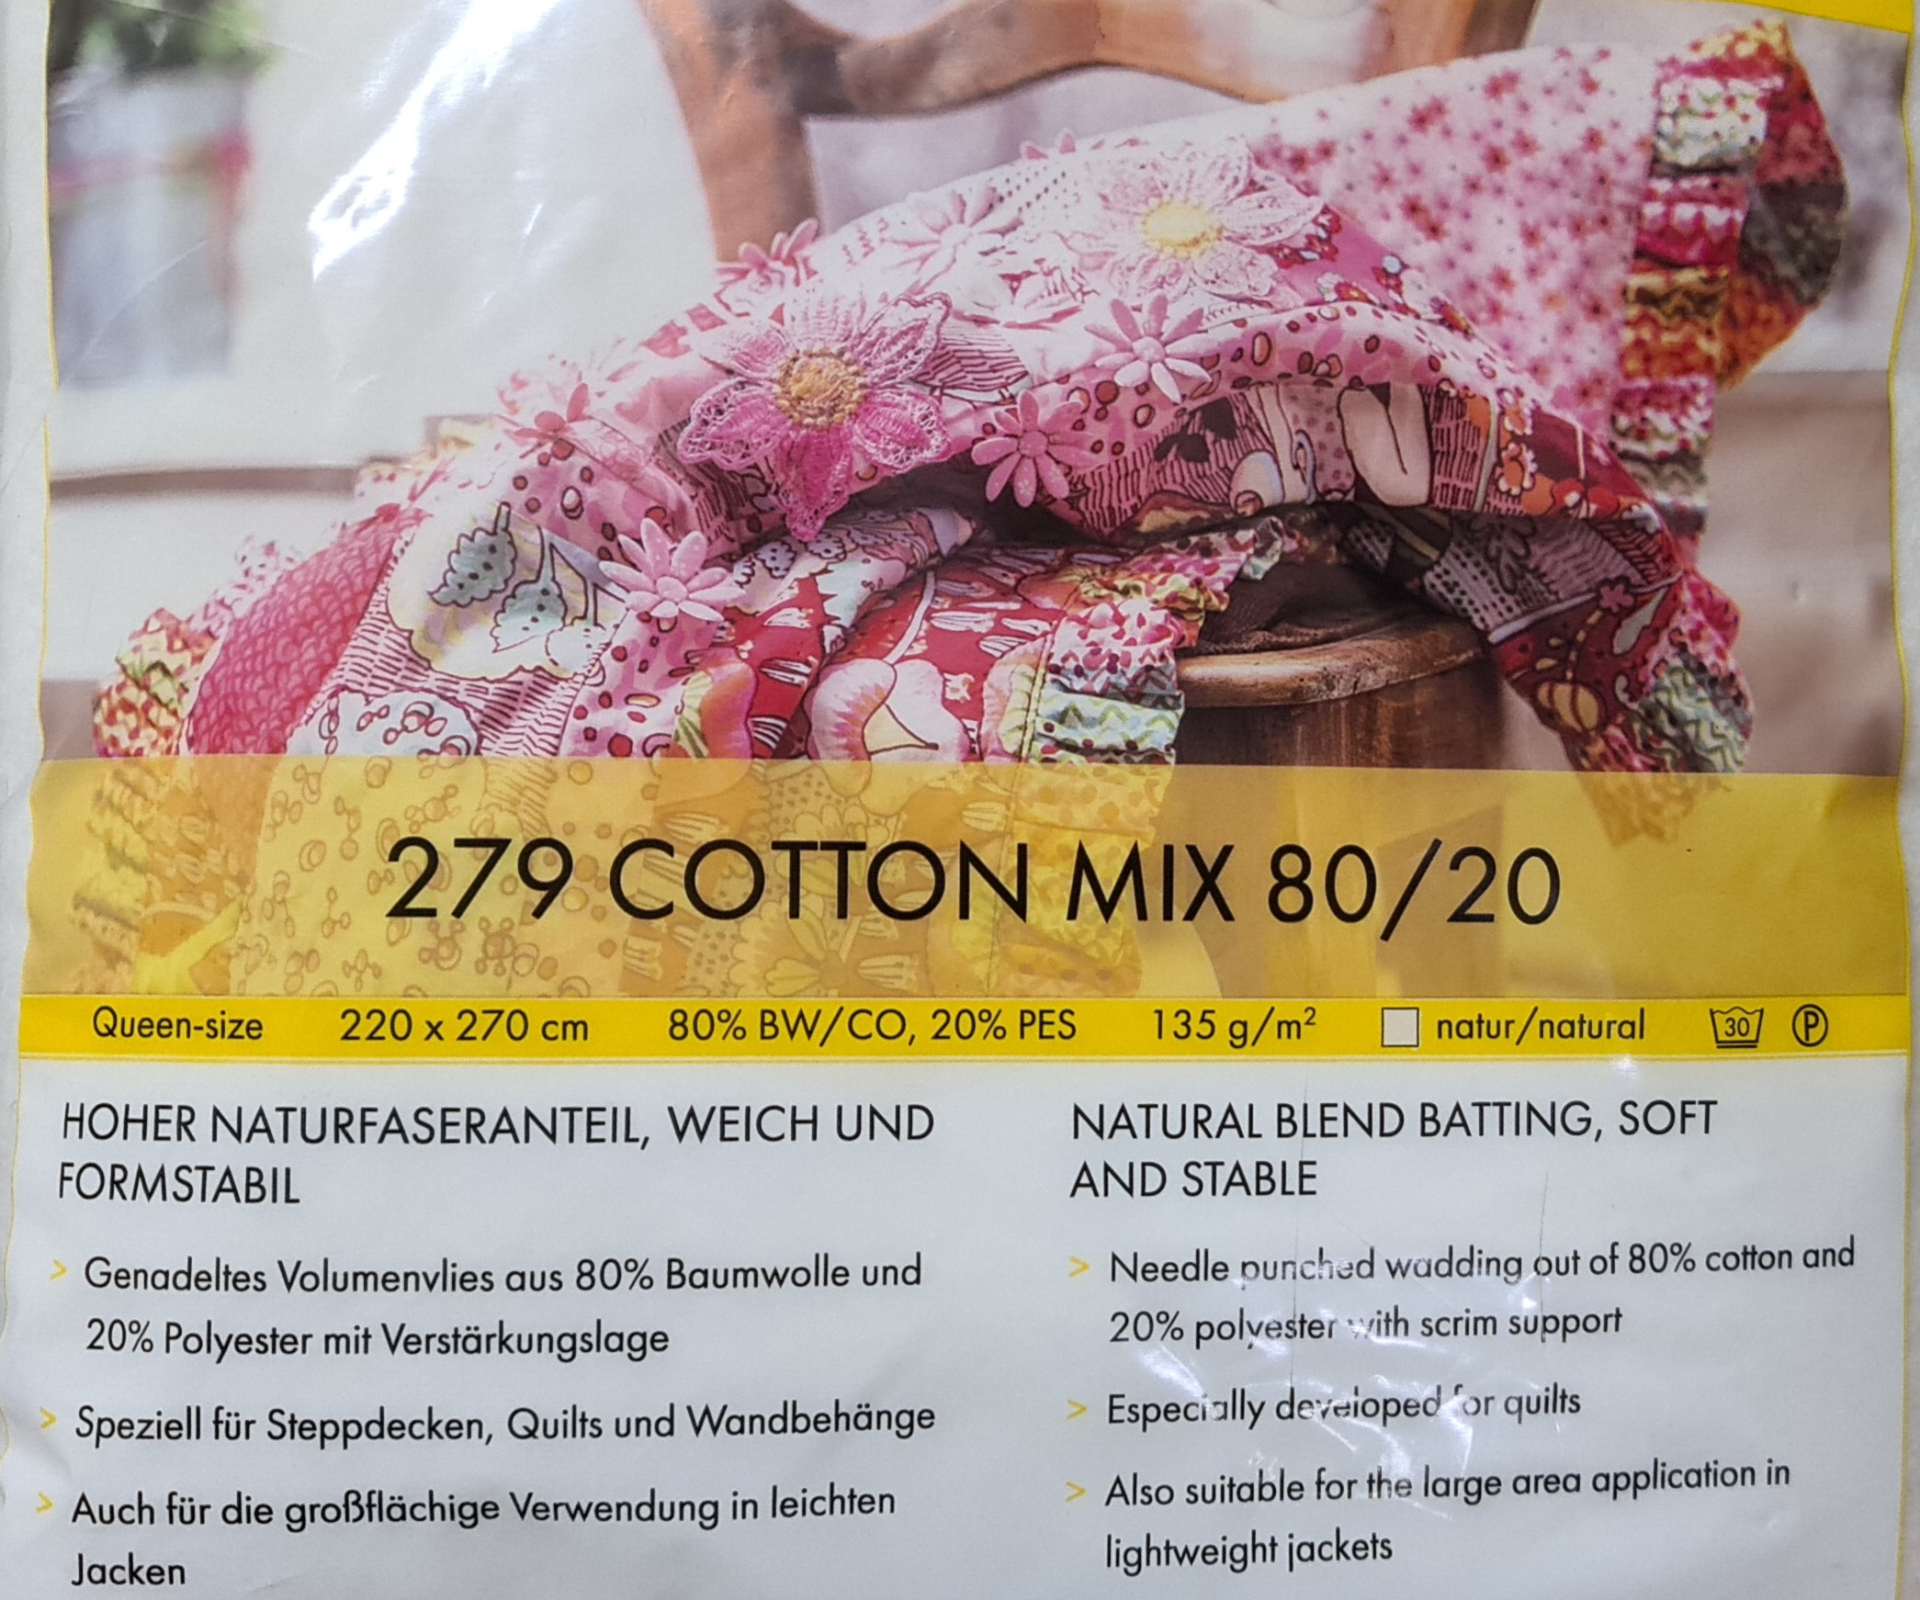 279 COTTON MIX 80/20
Queen-size 220 x 270 cm 80% BW/CO, 20% PES 135 g/m² natur/natural 30 P
HOHER NATURFASERANTEIL, WEICH UND
FORMSTABIL
> Genadeltes Volumenvlies aus 80% Baumwolle und
20% Polyester mit Verstärkungslage
> Speziell für Steppdecken, Quilts und Wandbehänge
> Auch für die großflächige Verwendung in leichten
Jacken
NATURAL BLEND BATTING, SOFT
AND STABLE
> Needle punched wadding out of 80% cotton and
20% polyester with scrim support
> Especially developed for quilts
> Also suitable for the large area application in
lightweight jackets